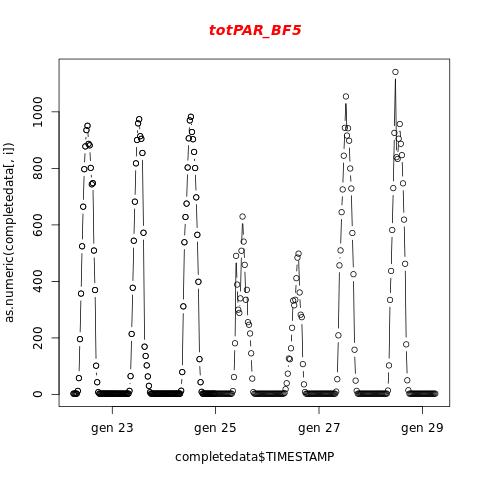 totPAR_BF5
as.numeric(completedata[, i])
1000
800
600
400
200
0
gen 23
gen 25
gen 27
gen 29
completedata$TIMESTAMP